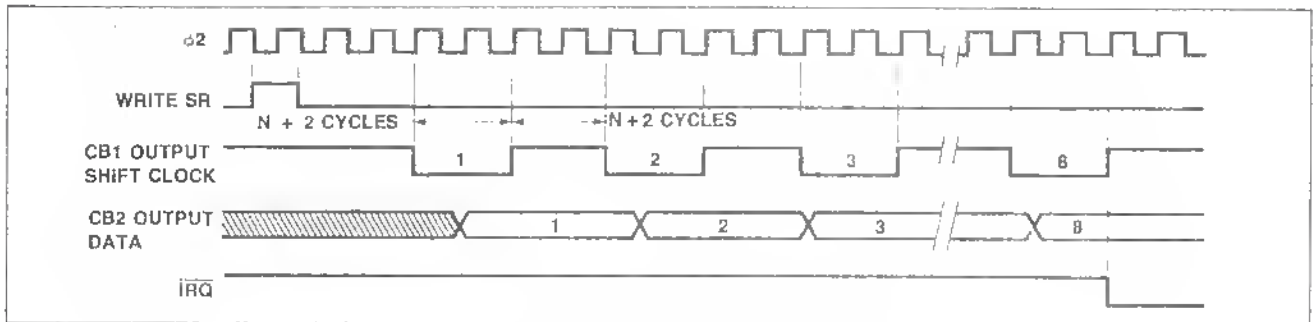 ϕ2
WRITE SR
N + 2 CYCLES
N + 2 CYCLES
CB1 OUTPUT
SHIFT CLOCK
1
2
3
8
CB2 OUTPUT
DATA
1
2
3
8
IRQ